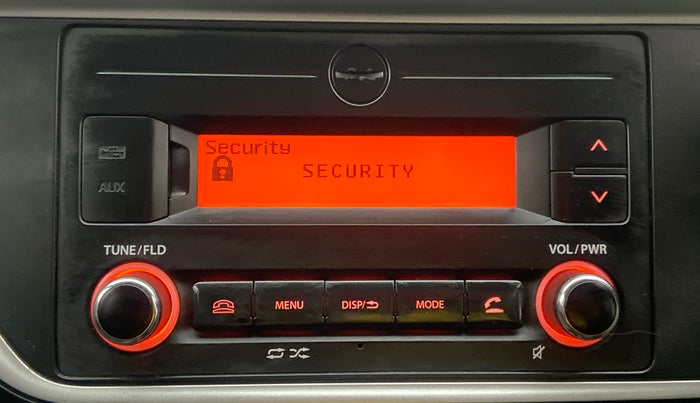 Security
SECURITY
AUX
TUNE/FLD
VOL/PWR
MENU
DISP/
MODE